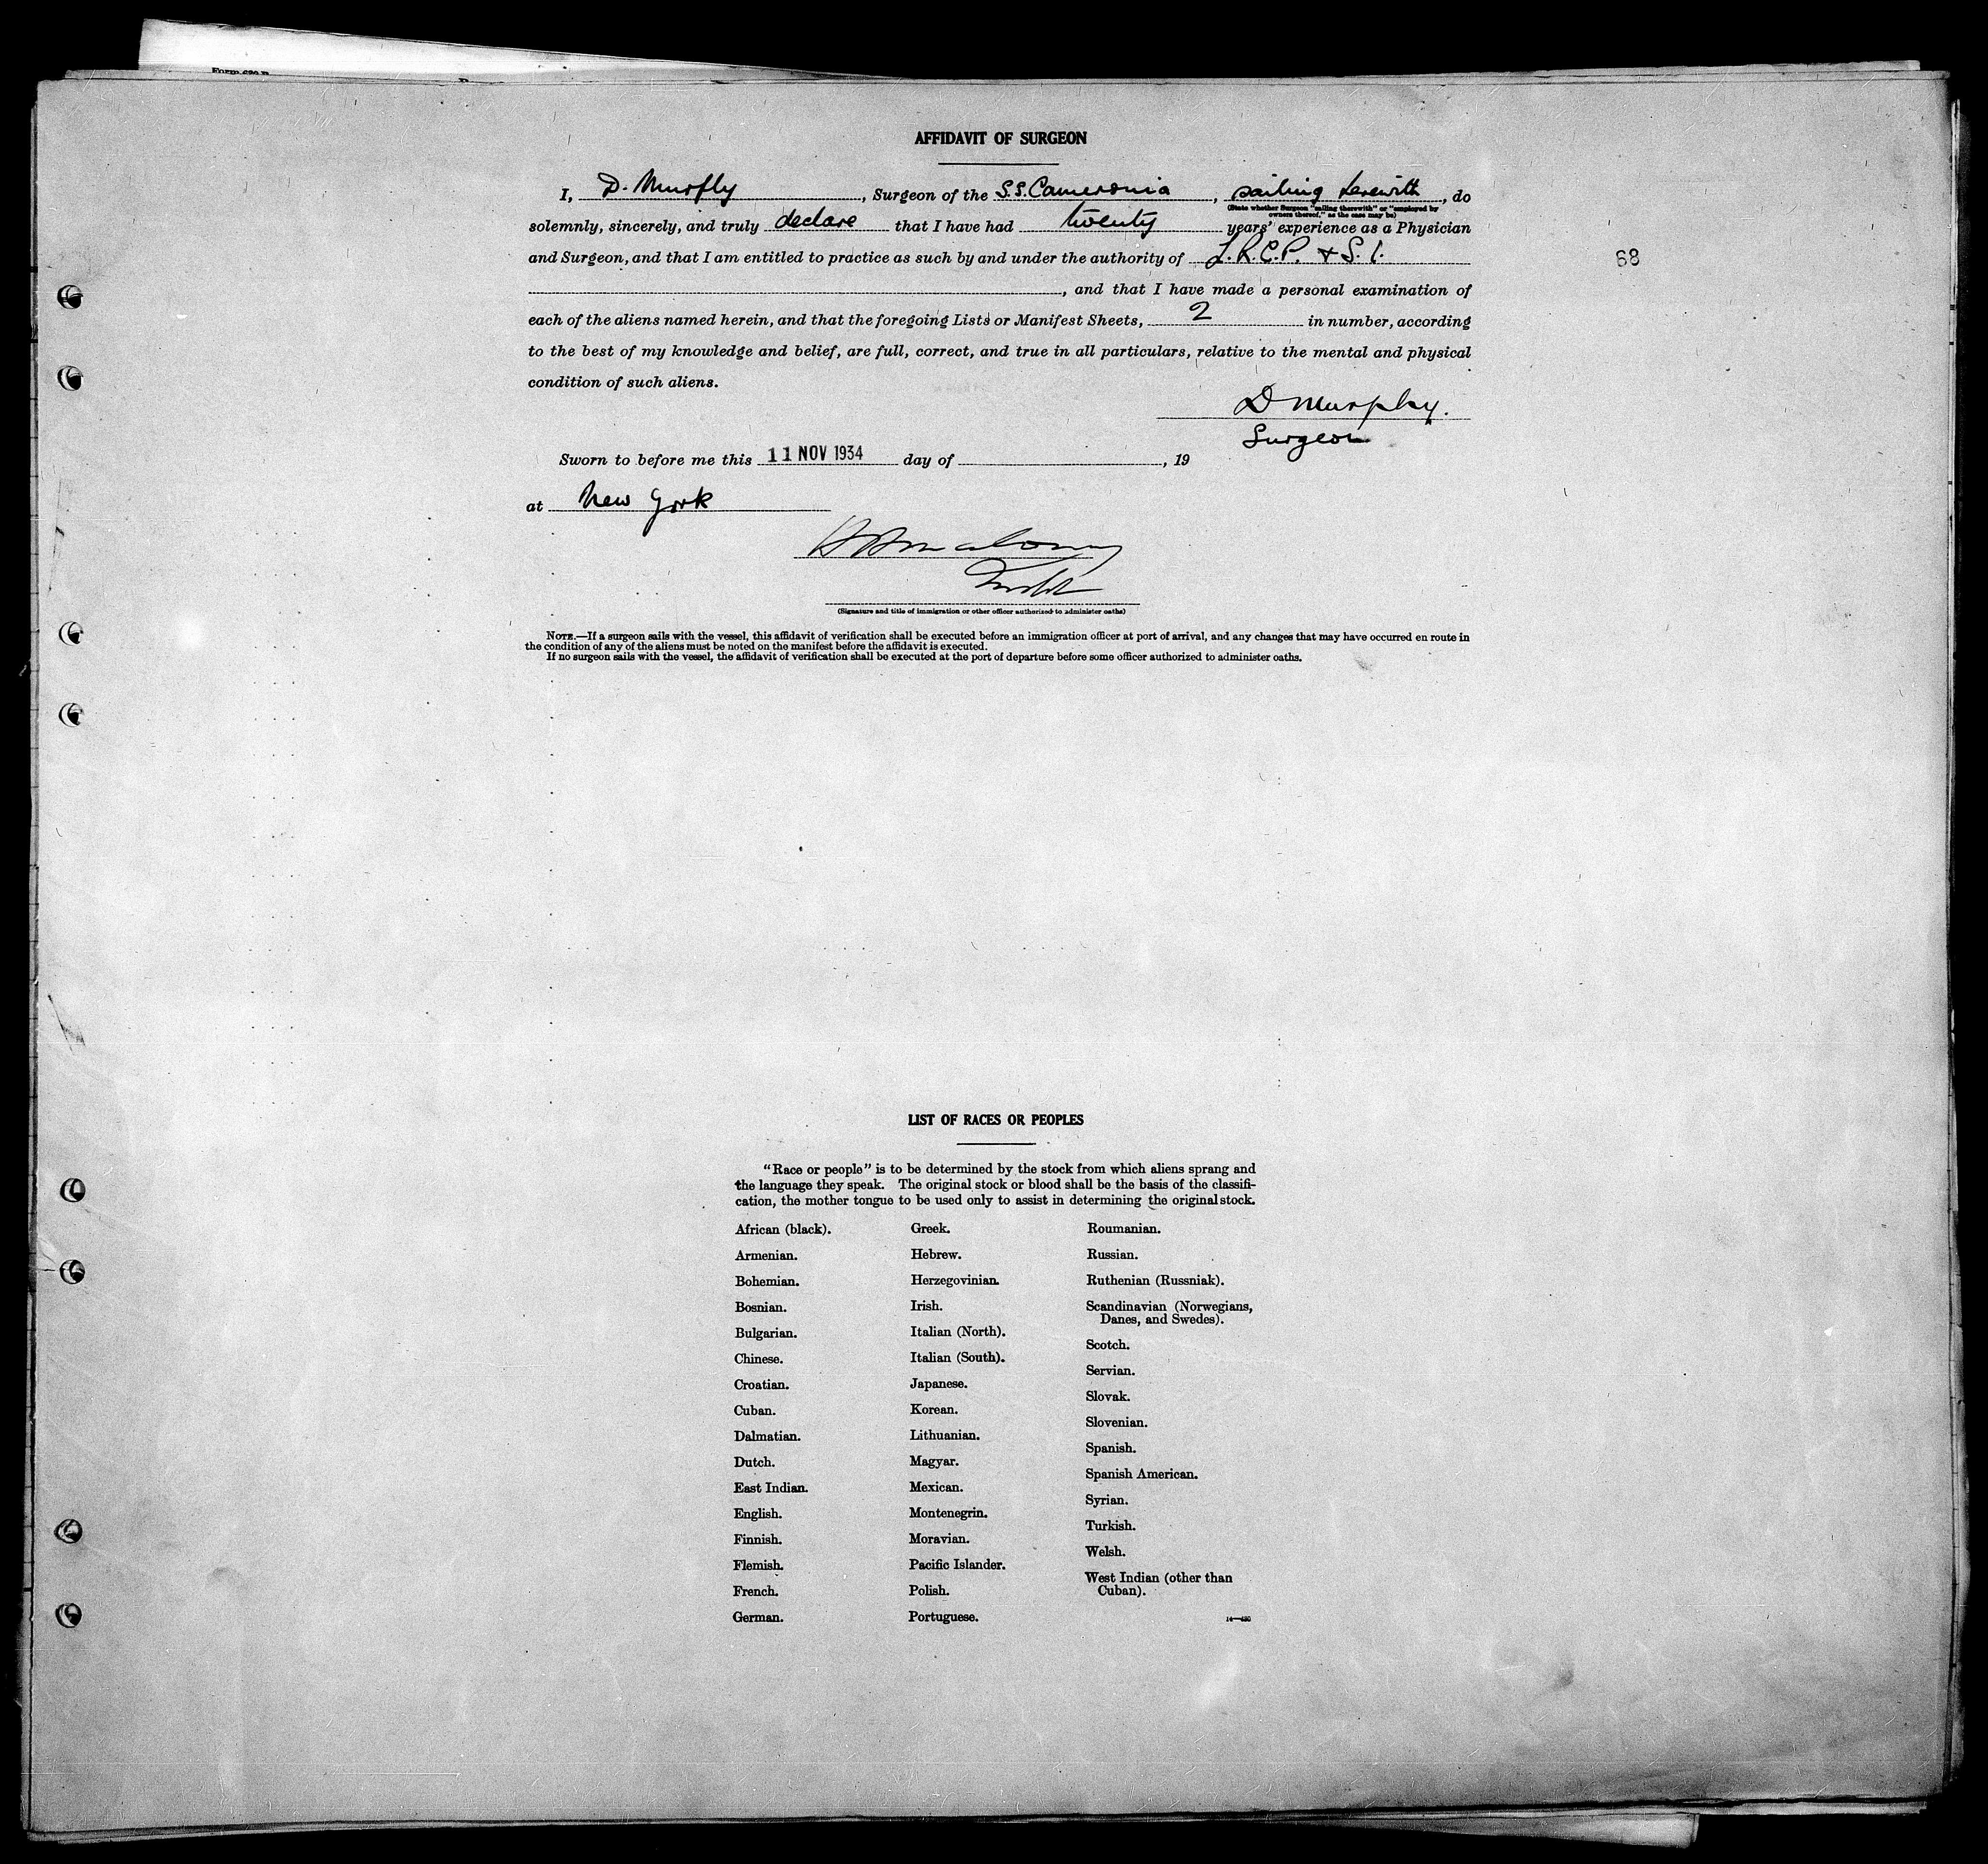 AFFIDAVIT OF SURGEON
I, D. Murphy, Surgeon of the S.S. Cameronia, sailing herewith, do
(State whether Surgeon "sailing therewith" or "employed by
owners thereof," as the case may be)
solemnly, sincerely, and truly declare that I have had twenty years' experience as a Physician
and Surgeon, and that I am entitled to practice as such by and under the authority of L.R.C.P. + S.I.
68
, and that I have made a personal examination of
each of the aliens named herein, and that the foregoing Lists or Manifest Sheets, 2 in number, according
to the best of my knowledge and belief, are full, correct, and true in all particulars, relative to the mental and physical
condition of such aliens.
D Murphy.
Surgeon
Sworn to before me this 11 NOV 1934 day of , 19
at New York
(Signature and title of immigration or other officer authorized to administer oaths)
NOTE.—If a surgeon sails with the vessel, this affidavit of verification shall be executed before an immigration officer at port of arrival, and any changes that may have occurred en route in
the condition of any of the aliens must be noted on the manifest before the affidavit is executed.
If no surgeon sails with the vessel, the affidavit of verification shall be executed at the port of departure before some officer authorized to administer oaths.
LIST OF RACES OR PEOPLES
"Race or people" is to be determined by the stock from which aliens sprang and
the language they speak. The original stock or blood shall be the basis of the classifi-
cation, the mother tongue to be used only to assist in determining the original stock.
African (black).
Armenian.
Bohemian.
Bosnian.
Bulgarian.
Chinese.
Croatian.
Cuban.
Dalmatian.
Dutch.
East Indian.
English.
Finnish.
Flemish.
French.
German.
Greek.
Hebrew.
Herzegovinian.
Irish.
Italian (North).
Italian (South).
Japanese.
Korean.
Lithuanian.
Magyar.
Mexican.
Montenegrin.
Moravian.
Pacific Islander.
Polish.
Portuguese.
Roumanian.
Russian.
Ruthenian (Russniak).
Scandinavian (Norwegians,
Danes, and Swedes).
Scotch.
Servian.
Slovak.
Slovenian.
Spanish.
Spanish American.
Syrian.
Turkish.
Welsh.
West Indian (other than
Cuban).